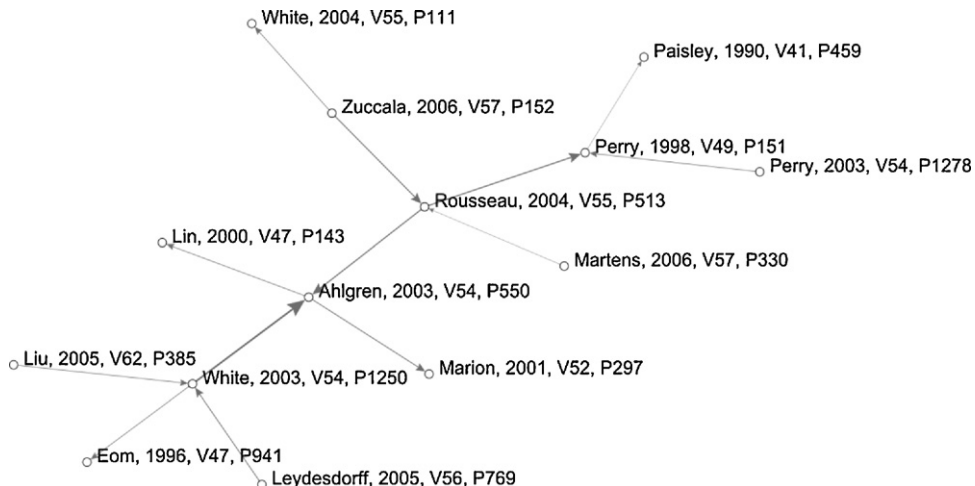 White, 2004, V55, P111
Paisley, 1990, V41, P459
Zuccala, 2006, V57, P152
Perry, 1998, V49, P151
Perry, 2003, V54, P1278
Rousseau, 2004, V55, P513
Lin, 2000, V47, P143
Martens, 2006, V57, P330
Ahlgren, 2003, V54, P550
Liu, 2005, V62, P385
Marion, 2001, V52, P297
White, 2003, V54, P1250
Eom, 1996, V47, P941
Leydesdorff, 2005, V56, P769